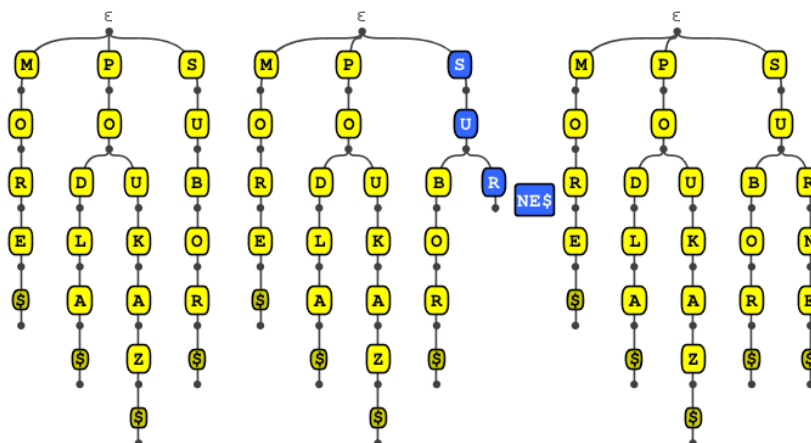 ε ε ε
M P S M P S M P S
O O U O O U O O U
R D U B R D U B R R D U B R
NE$
E L K O E L K O E L K O N
$ A A R $ A A R $ A A R E
$ Z $ $ Z $ $ Z $ $
$ $ $